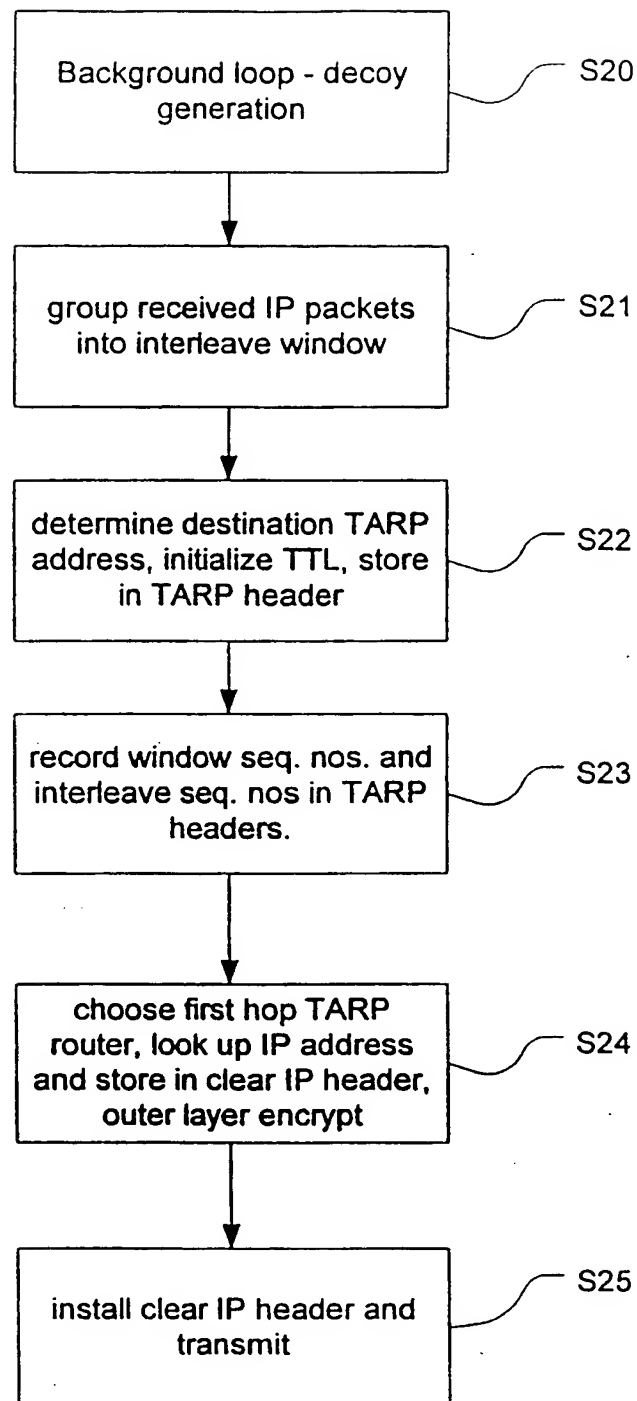 Background loop - decoy
generation
S20
group received IP packets
into interleave window
S21
determine destination TARP
address, initialize TTL, store
in TARP header
S22
record window seq. nos. and
interleave seq. nos in TARP
headers.
S23
choose first hop TARP
router, look up IP address
and store in clear IP header,
outer layer encrypt
S24
install clear IP header and
transmit
S25